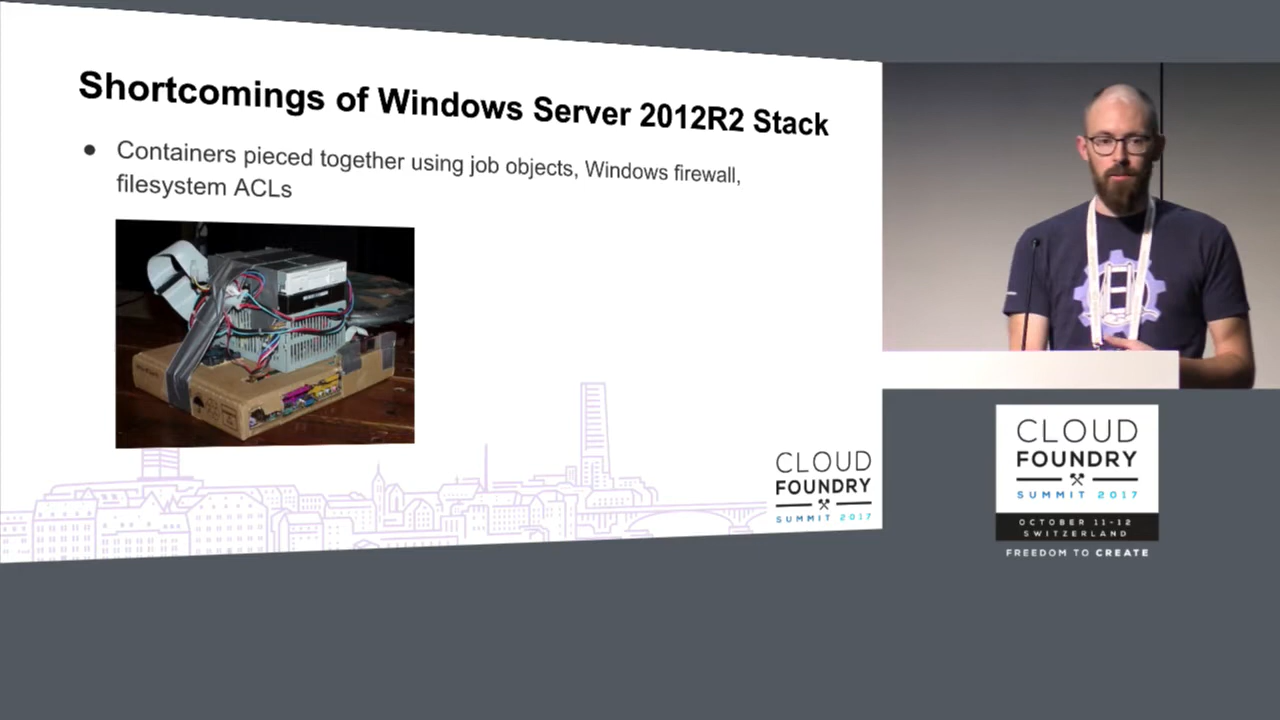 Shortcomings of Windows Server 2012R2 Stack
● Containers pieced together using job objects, Windows firewall,
filesystem ACLs
CLOUD
FOUNDRY
SUMMIT 2017
CLOUD
FOUNDRY
SUMMIT 2017
OCTOBER 11-12
SWITZERLAND
FREEDOM TO CREATE